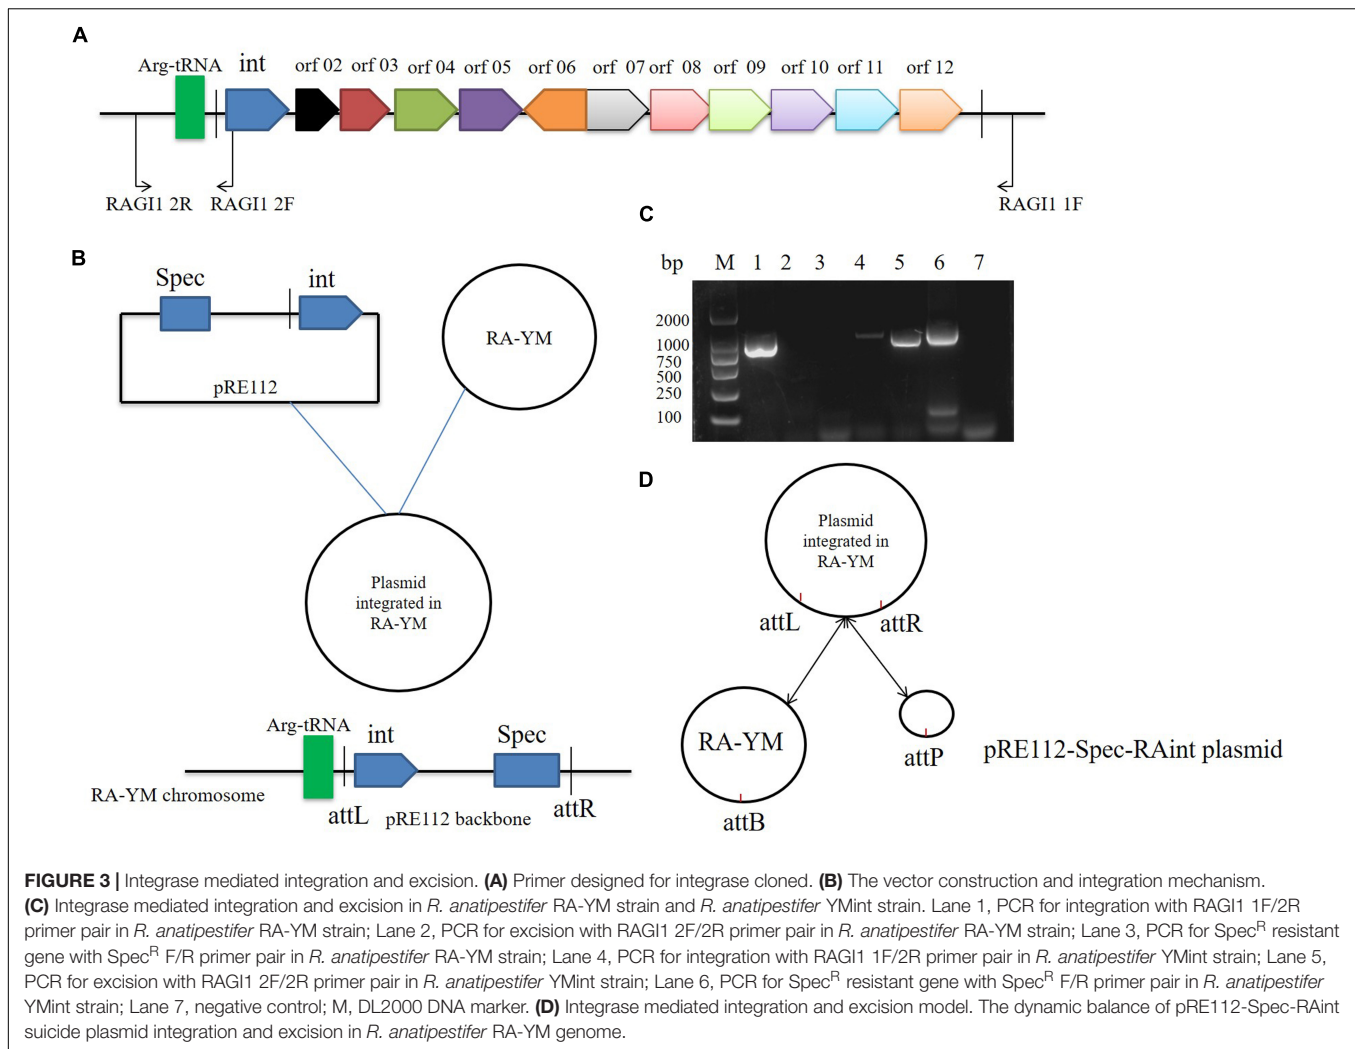 A
Arg-tRNA int orf 02 orf 03 orf 04 orf 05 orf 06 orf 07 orf 08 orf 09 orf 10 orf 11 orf 12
RAGI1 2R RAGI1 2F RAGI1 1F
B
Spec int
pRE112
RA-YM
Plasmid
integrated in
RA-YM
Arg-tRNA int Spec
RA-YM chromosome attL pRE112 backbone attR
C
bp M 1 2 3 4 5 6 7
2000
1000
750
500
250
100
D
Plasmid
integrated in
RA-YM
attL attR
RA-YM
attB
attP
pRE112-Spec-RAint plasmid
FIGURE 3 | Integrase mediated integration and excision. (A) Primer designed for integrase cloned. (B) The vector construction and integration mechanism.
(C) Integrase mediated integration and excision in R. anatipestifer RA-YM strain and R. anatipestifer YMint strain. Lane 1, PCR for integration with RAGI1 1F/2R
primer pair in R. anatipestifer RA-YM strain; Lane 2, PCR for excision with RAGI1 2F/2R primer pair in R. anatipestifer RA-YM strain; Lane 3, PCR for Spec^R resistant
gene with Spec^R F/R primer pair in R. anatipestifer RA-YM strain; Lane 4, PCR for integration with RAGI1 1F/2R primer pair in R. anatipestifer YMint strain; Lane 5,
PCR for excision with RAGI1 2F/2R primer pair in R. anatipestifer YMint strain; Lane 6, PCR for Spec^R resistant gene with Spec^R F/R primer pair in R. anatipestifer
YMint strain; Lane 7, negative control; M, DL2000 DNA marker. (D) Integrase mediated integration and excision model. The dynamic balance of pRE112-Spec-RAint
suicide plasmid integration and excision in R. anatipestifer RA-YM genome.